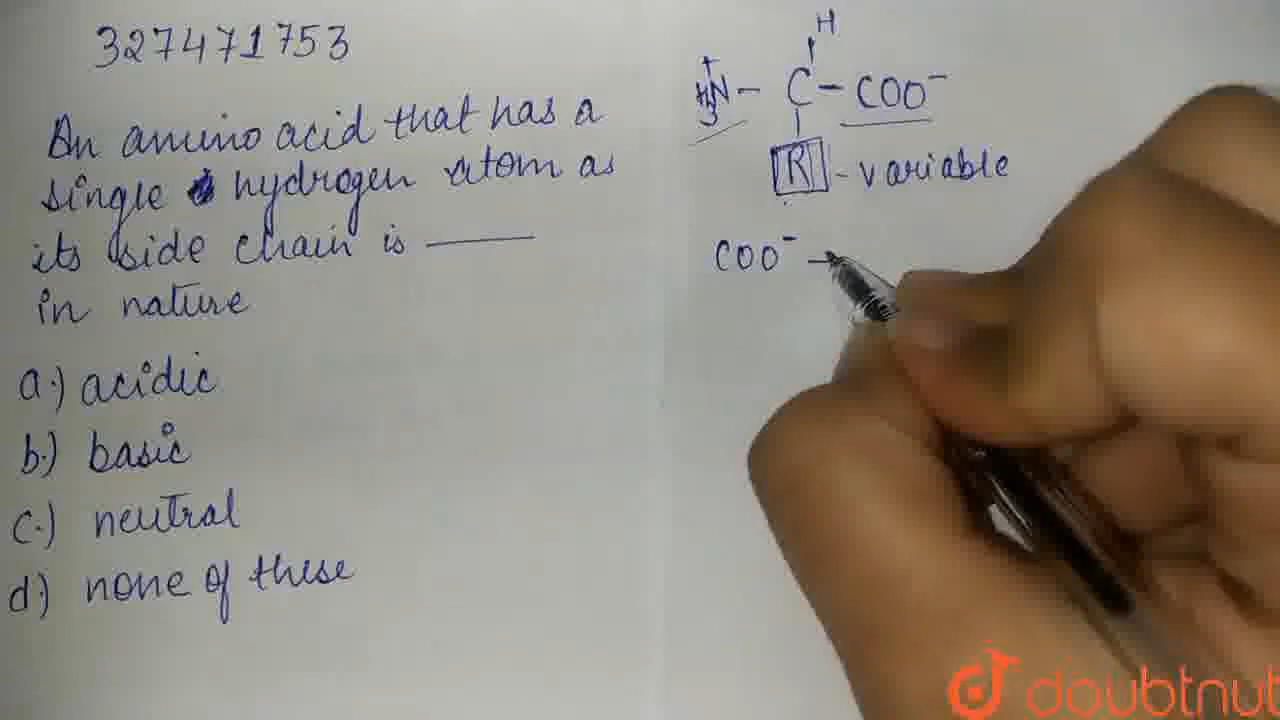 327471753
An amino acid that has a
single hydrogen atom as
its side chain is ———
in nature
a.) acidic
b.) basic
c.) neutral
d.) none of these
H
H3N+ - C - COO-
R - variable
COO- -
doubtnut